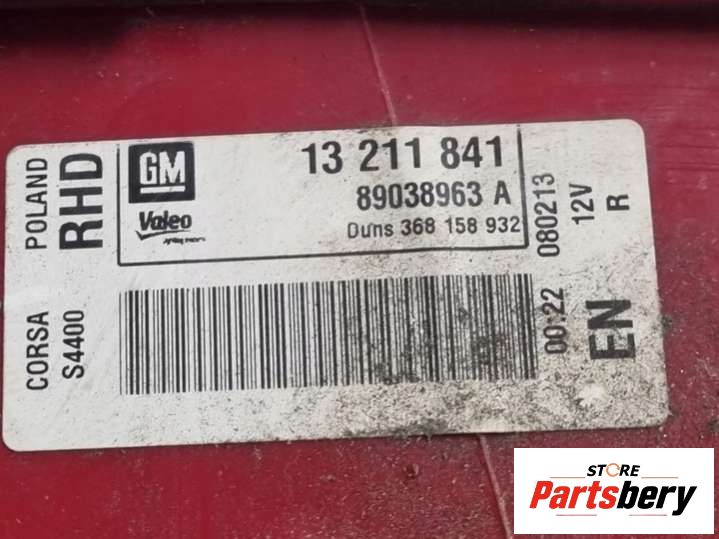 GM
Valeo
13 211 841
89038963 A
Duns 368 158 932
POLAND
RHD
CORSA
S4400
080213
12V
R
00:22
EN
STORE
Partsbery